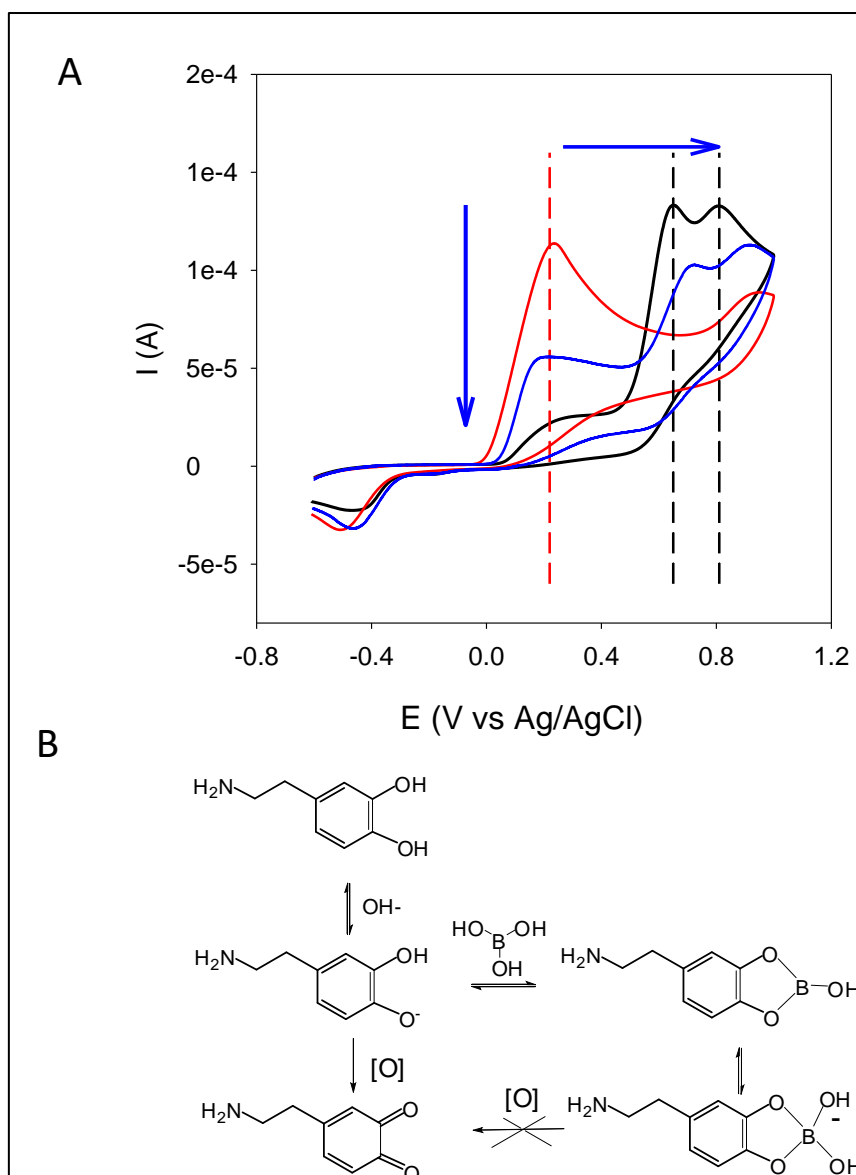 A
2e-4
1e-4
1e-4
5e-5
0
-5e-5
I (A)
-0.8 -0.4 0.0 0.4 0.8 1.2
E (V vs Ag/AgCl)
B
H2N
OH
OH
OH-
H2N
OH
O-
HO OH
B
OH
H2N
O
B OH
O
[O]
[O]
H2N
O
O
H2N
O OH
B -
O OH